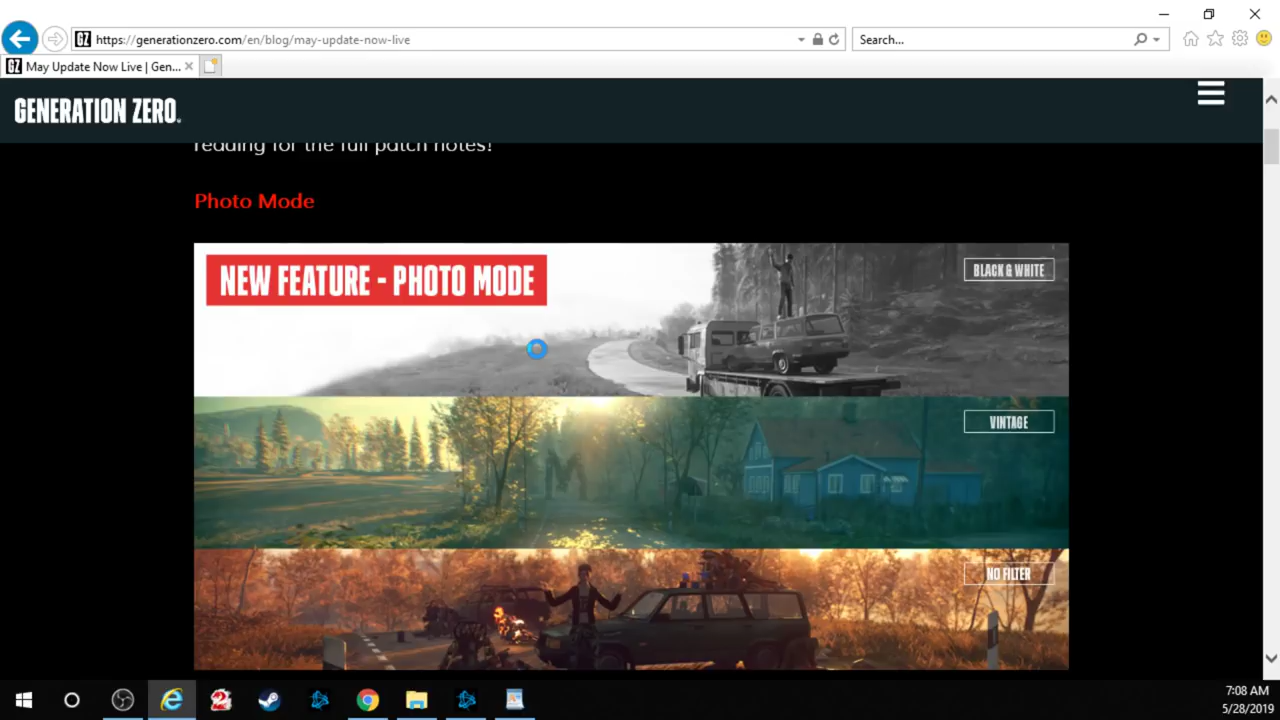 https://generationzero.com/en/blog/may-update-now-live
Search...
GZ May Update Now Live | Gen...
GENERATION ZERO
reading for the full patch notes!
Photo Mode
NEW FEATURE - PHOTO MODE
BLACK & WHITE
VINTAGE
NO FILTER
7:08 AM
5/28/2019